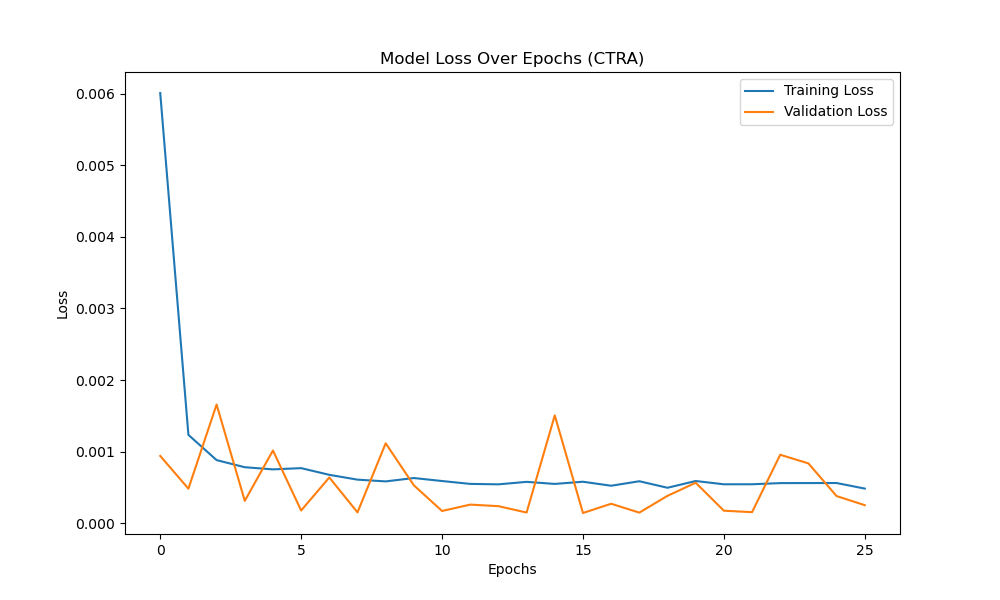 Model Loss Over Epochs (CTRA)
Training Loss
Validation Loss
0.006
0.005
0.004
0.003
0.002
0.001
0.000
Loss
0 5 10 15 20 25
Epochs